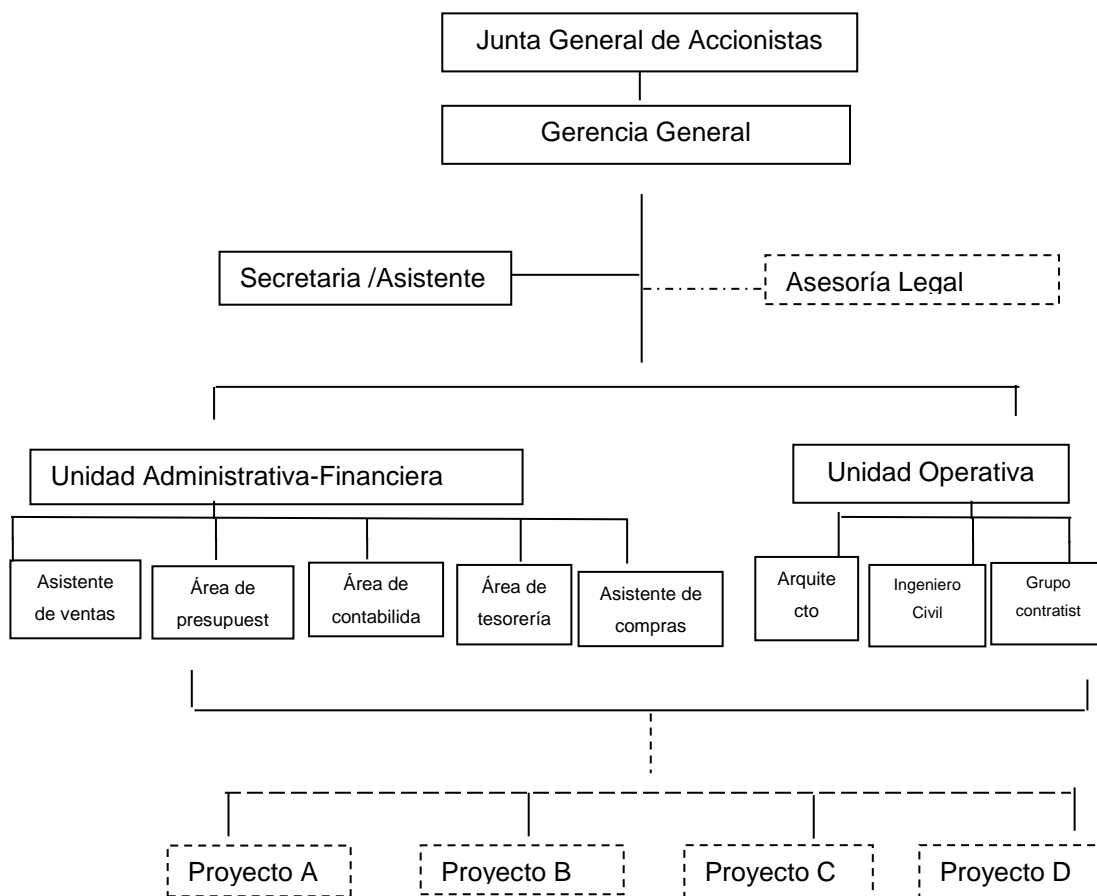 Junta General de Accionistas
Gerencia General
Secretaria /Asistente
Asesoría Legal
Unidad Administrativa-Financiera
Unidad Operativa
Asistente
de ventas
Área de
presupuest
Área de
contabilida
Área de
tesorería
Asistente de
compras
Arquite
cto
Ingeniero
Civil
Grupo
contratist
Proyecto A
Proyecto B
Proyecto C
Proyecto D